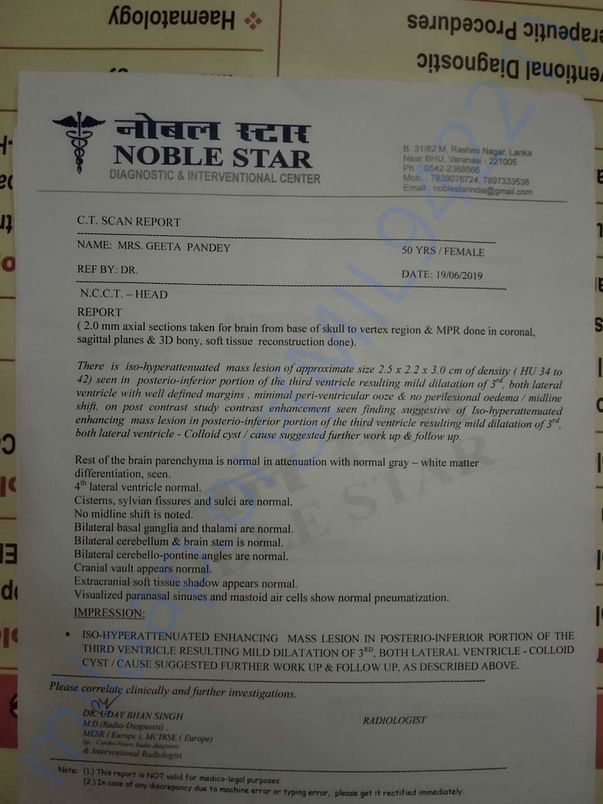 ❖ Haematology
erapeutic Procedures
ventional Diagnostic
नोबल स्टार
NOBLE STAR
DIAGNOSTIC & INTERVENTIONAL CENTER
B. 31/82 M, Rashmi Nagar, Lanka
Near BHU, Varanasi - 221005
Ph : 0542-2368566
Mob : 7839076724, 7897333538
Email : noblestarindia@gmail.com
C.T. SCAN REPORT
NAME: MRS. GEETA PANDEY
50 YRS / FEMALE
REF BY: DR.
DATE: 19/06/2019
N.C.C.T. – HEAD
REPORT
( 2.0 mm axial sections taken for brain from base of skull to vertex region & MPR done in coronal,
sagittal planes & 3D bony, soft tissue reconstruction done).
There is iso-hyperattenuated mass lesion of approximate size 2.5 x 2.2 x 3.0 cm of density ( HU 34 to
42) seen in posterio-inferior portion of the third ventricle resulting mild dilatation of 3rd, both lateral
ventricle with well defined margins , minimal peri-ventricular ooze & no perilesional oedema / midline
shift, on post contrast study contrast enhancement seen finding suggestive of Iso-hyperattenuated
enhancing mass lesion in posterio-inferior portion of the third ventricle resulting mild dilatation of 3rd,
both lateral ventricle - Colloid cyst / cause suggested further work up & follow up.
Rest of the brain parenchyma is normal in attenuation with normal gray – white matter
differentiation, seen.
4th lateral ventricle normal.
Cisterns, sylvian fissures and sulci are normal.
No midline shift is noted.
Bilateral basal ganglia and thalami are normal.
Bilateral cerebellum & brain stem is normal.
Bilateral cerebello-pontine angles are normal.
Cranial vault appears normal.
Extracranial soft tissue shadow appears normal.
Visualized paranasal sinuses and mastoid air cells show normal pneumatization.
IMPRESSION:
• ISO-HYPERATTENUATED ENHANCING MASS LESION IN POSTERIO-INFERIOR PORTION OF THE
THIRD VENTRICLE RESULTING MILD DILATATION OF 3RD, BOTH LATERAL VENTRICLE - COLLOID
CYST / CAUSE SUGGESTED FURTHER WORK UP & FOLLOW UP, AS DESCRIBED ABOVE.
Please correlate clinically and further investigations.
DR. UDAY BHAN SINGH
RADIOLOGIST
M.D.(Radio-Diagnosis) ,
MESR ( Europe ), MCIRSE ( Europe)
& Interventional Radiologist
Note: (1.) This report is NOT valid for medico-legal purposes.
(2.) In case of any discrepancy due to machine error or typing error, please get it rectified immediately.